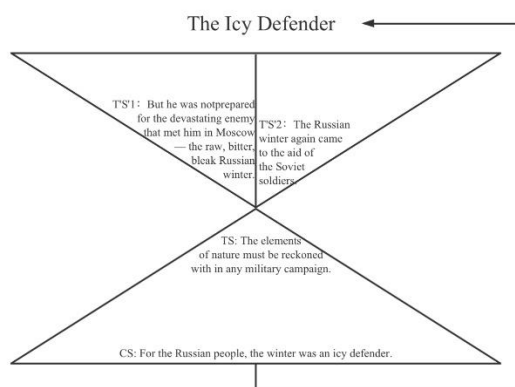 The Icy Defender
T'S'1： But he was notprepared
for the devastating enemy
that met him in Moscow
— the raw, bitter,
bleak Russian
winter.
T'S'2： The Russian
winter again came
to the aid of
the Soviet
soldiers.
TS: The elements
of nature must be reckoned
with in any military campaign.
CS: For the Russian people, the winter was an icy defender.